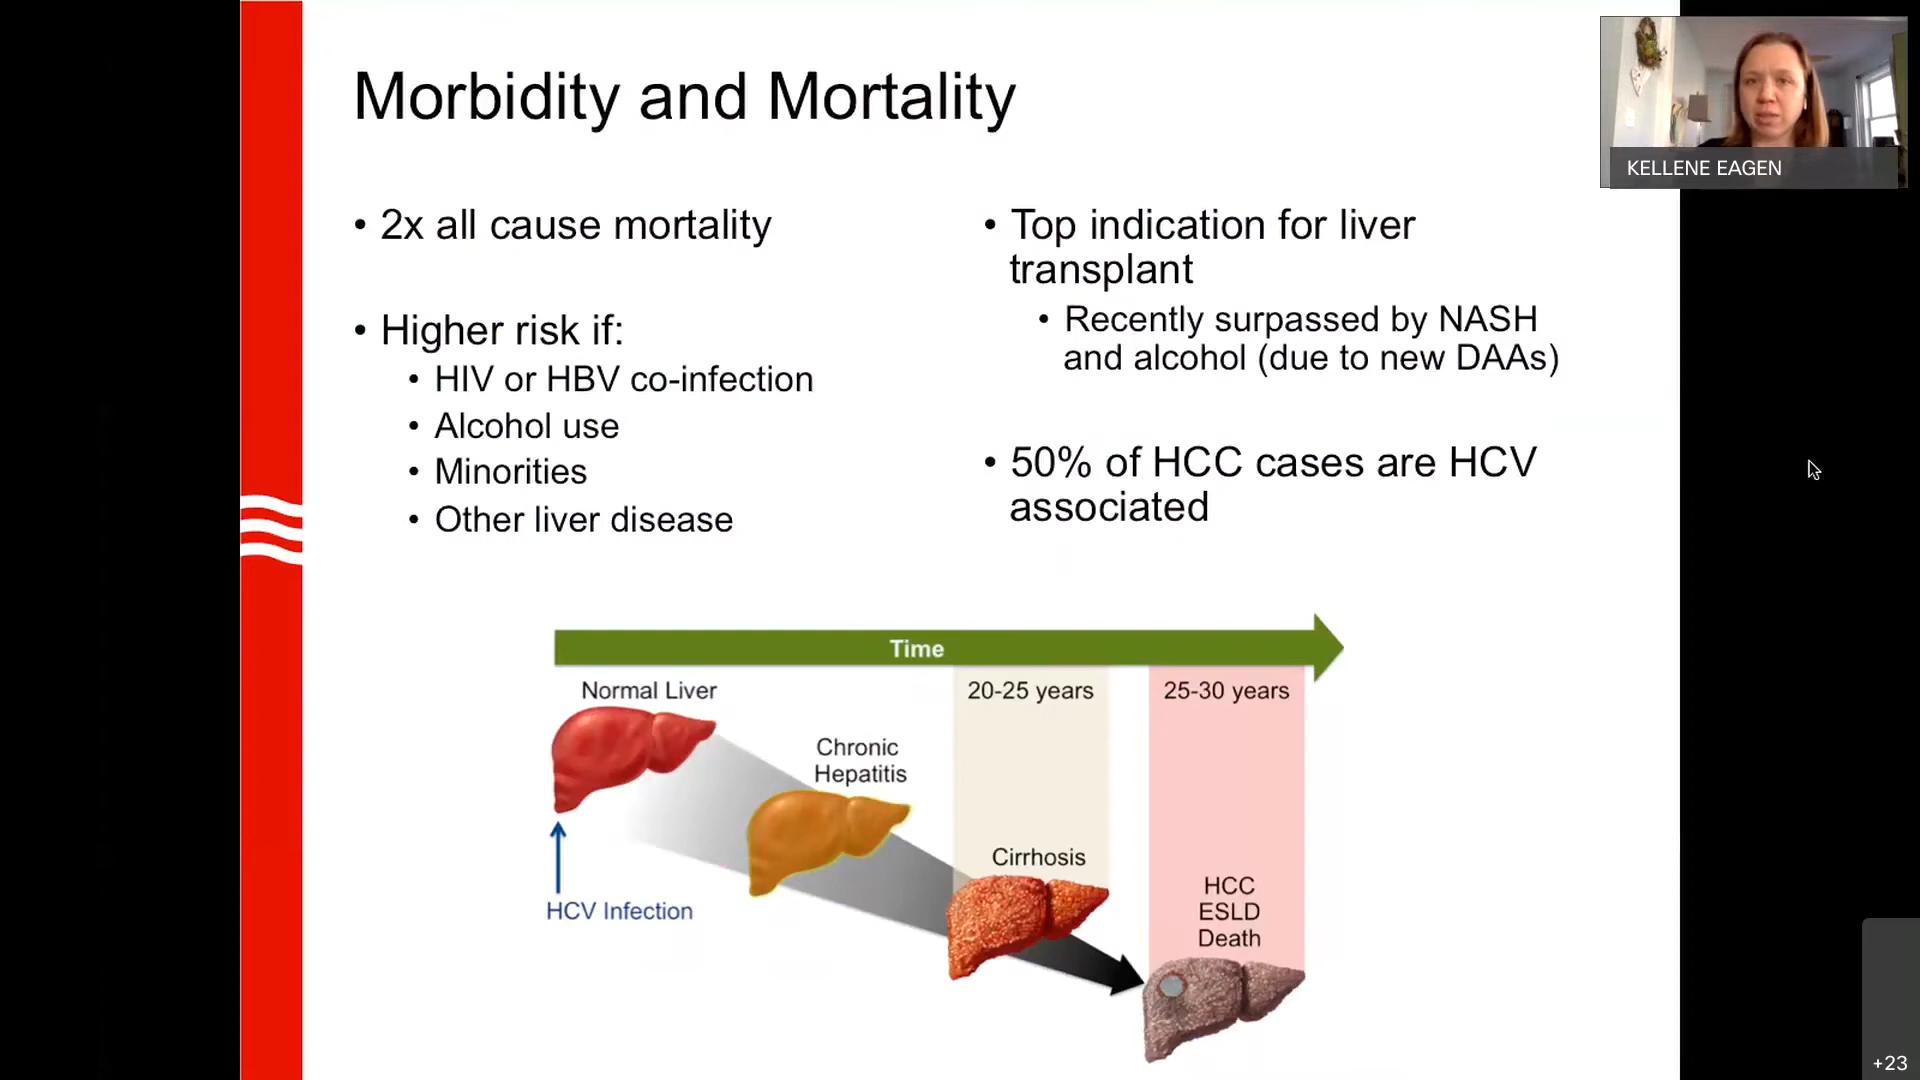 Morbidity and Mortality
KELLENE EAGEN
• 2x all cause mortality
• Higher risk if:
• HIV or HBV co-infection
• Alcohol use
• Minorities
• Other liver disease
• Top indication for liver
transplant
• Recently surpassed by NASH
and alcohol (due to new DAAs)
• 50% of HCC cases are HCV
associated
Time
Normal Liver
20-25 years
25-30 years
Chronic
Hepatitis
Cirrhosis
HCC
ESLD
Death
HCV Infection
+23